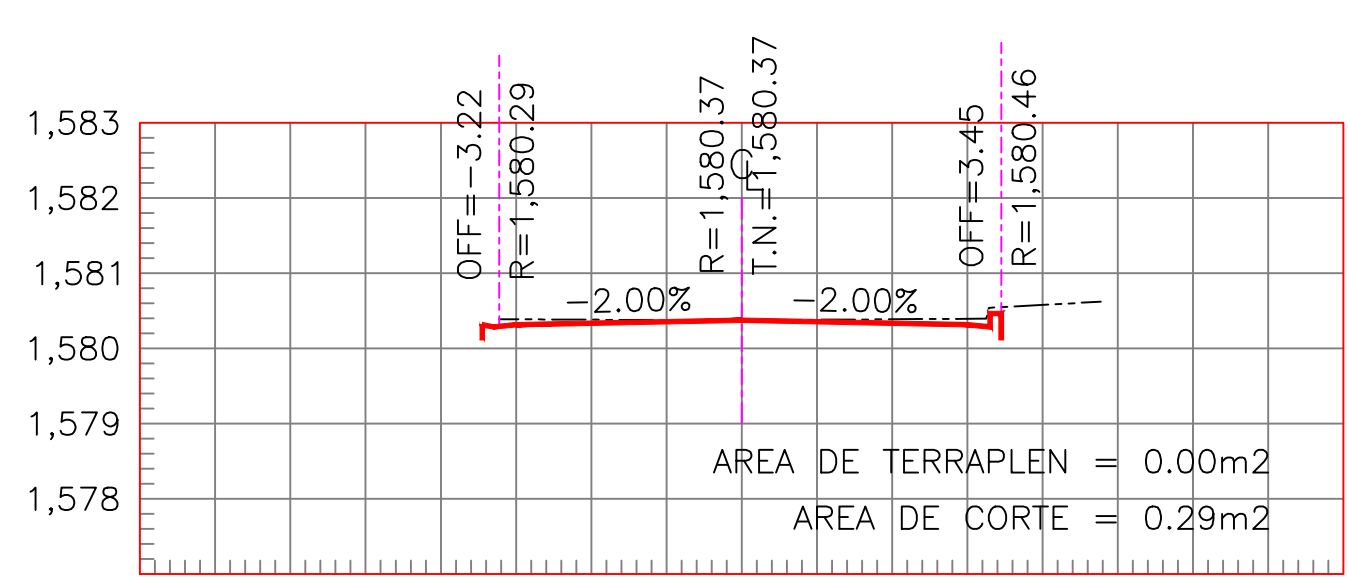 OFF=-3.22
R=1,580.29
R=1,580.37
T.N.=1,580.37
OFF=3.45
R=1,580.46
1,583
1,582
1,581
1,580
1,579
1,578
-2.00%
-2.00%
AREA DE TERRAPLEN = 0.00m2
AREA DE CORTE = 0.29m2